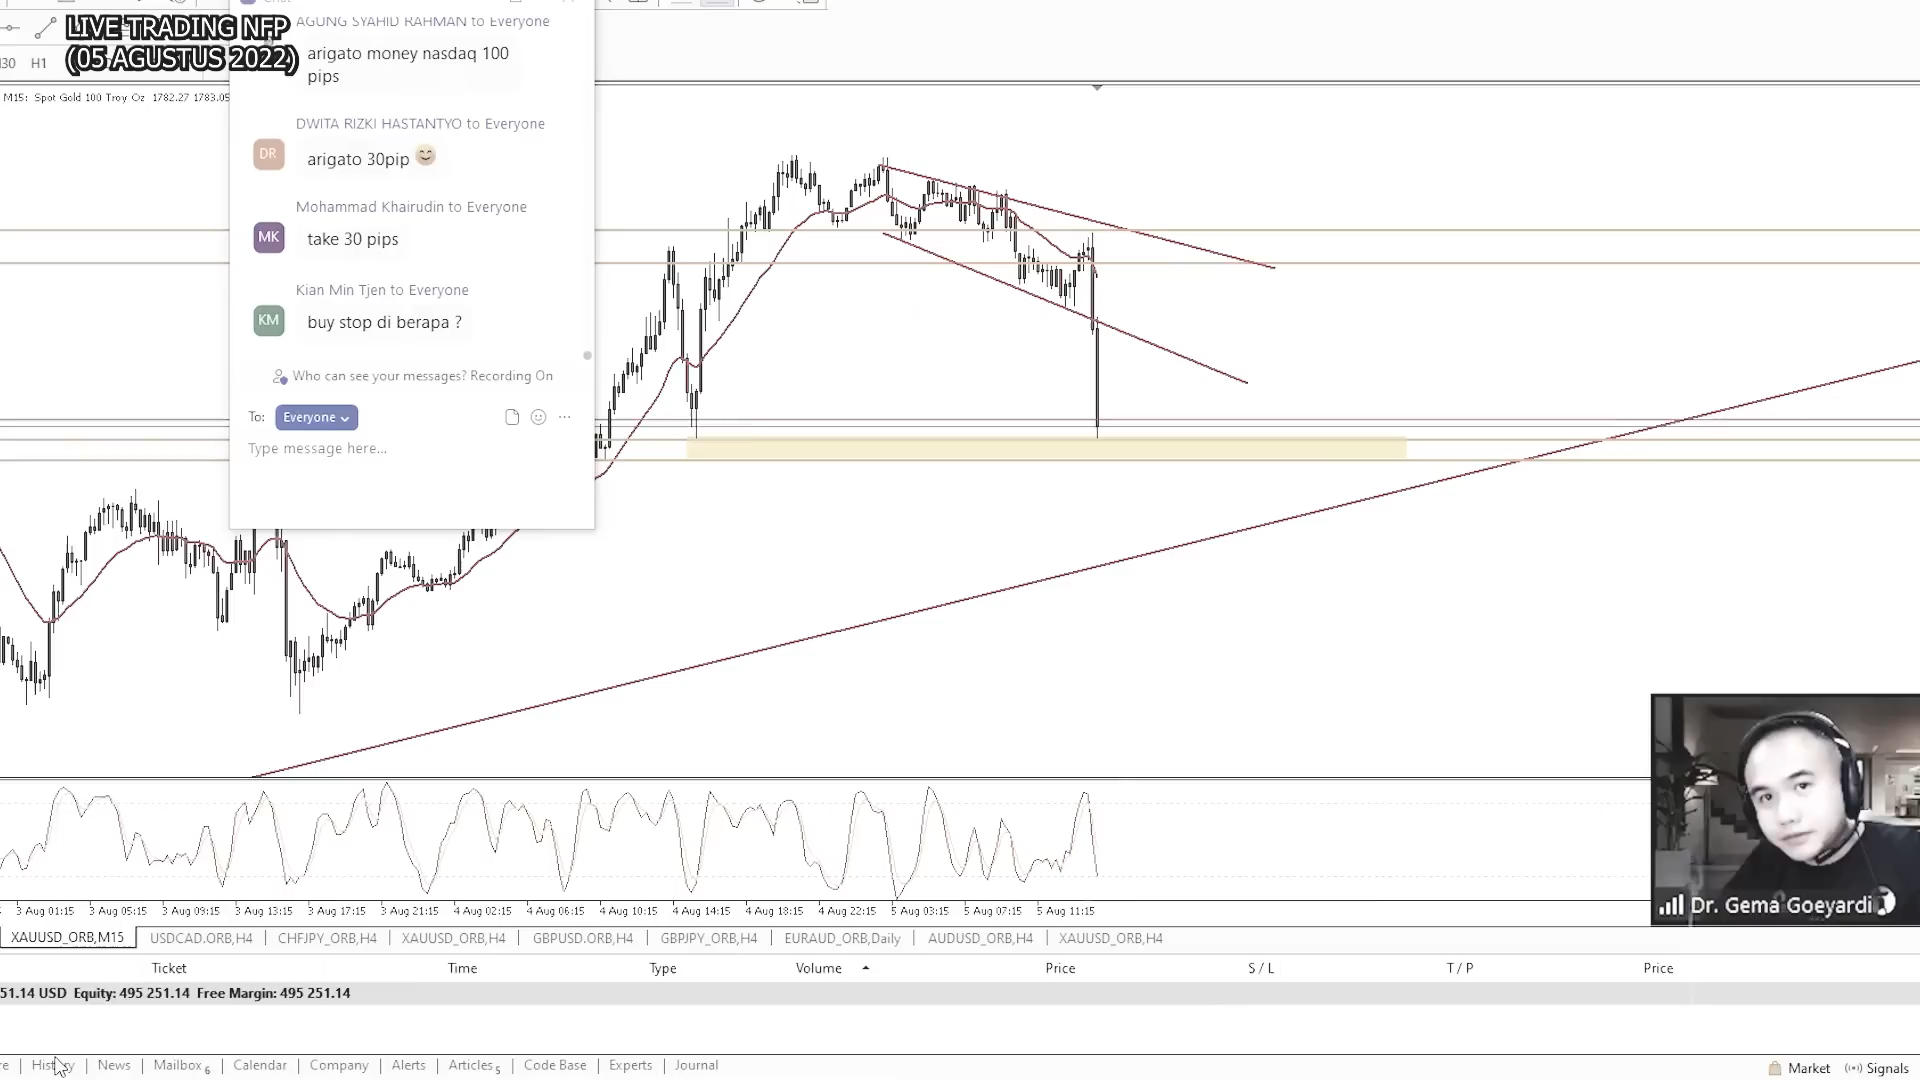 LIVE TRADING NFP
(05 AGUSTUS 2022)
H1
M15: Spot Gold 100 Troy Oz 1782.27 1783.05
AGUNG SYAHID RAHMAN to Everyone
arigato money nasdaq 100
pips
DWITA RIZKI HASTANTYO to Everyone
DR
arigato 30pip 😊
Mohammad Khairudin to Everyone
MK
take 30 pips
Kian Min Tjen to Everyone
KM
buy stop di berapa ?
Who can see your messages? Recording On
To: Everyone
Type message here...
Dr. Gema Goeyardi
3 Aug 01:15 3 Aug 05:15 3 Aug 09:15 3 Aug 13:15 3 Aug 17:15 3 Aug 21:15 4 Aug 02:15 4 Aug 06:15 4 Aug 10:15 4 Aug 14:15 4 Aug 18:15 4 Aug 22:15 5 Aug 03:15 5 Aug 07:15 5 Aug 11:15
XAUUSD_ORB,M15 USDCAD.ORB,H4 CHFJPY_ORB,H4 XAUUSD_ORB,H4 GBPUSD.ORB,H4 GBPJPY_ORB,H4 EURAUD_ORB,Daily AUDUSD_ORB,H4 XAUUSD_ORB,H4
Ticket Time Type Volume Price S / L T / P Price
51.14 USD Equity: 495 251.14 Free Margin: 495 251.14
History News Mailbox 6 Calendar Company Alerts Articles 5 Code Base Experts Journal
Market Signals